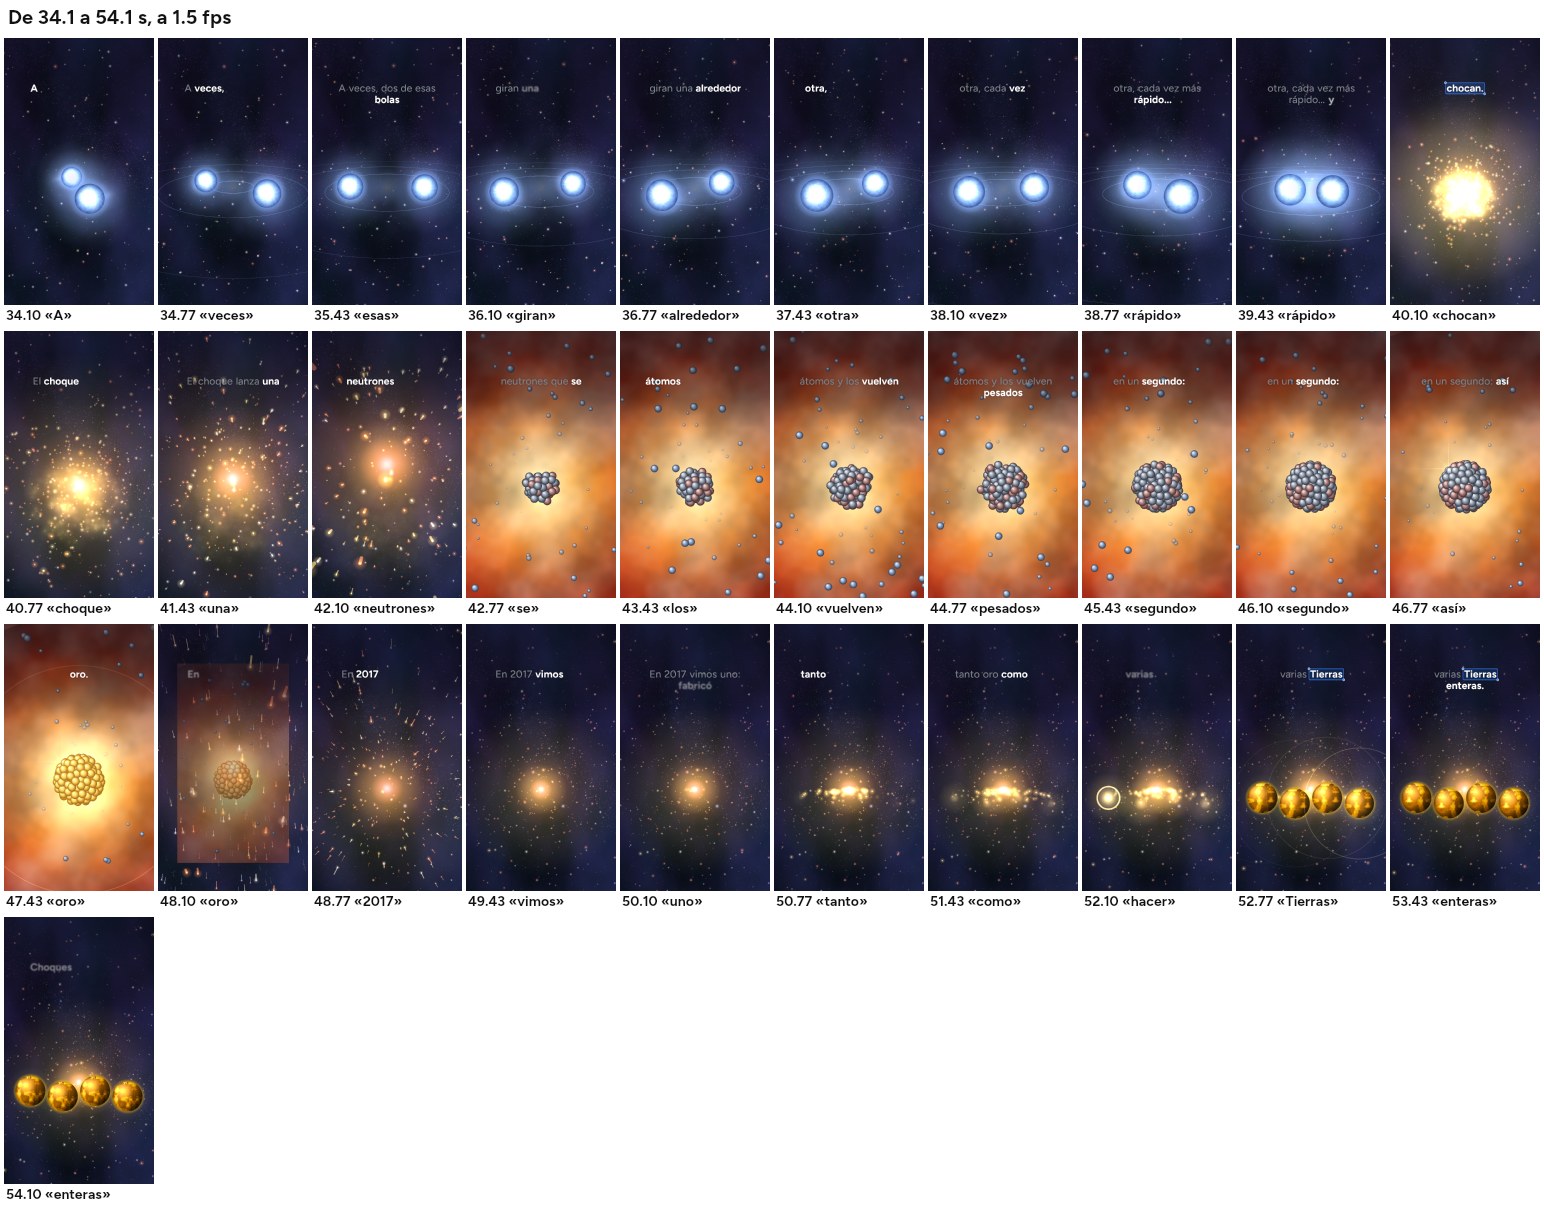 De 34.1 a 54.1 s, a 1.5 fps
A
A veces,
A veces, dos de esas
bolas
giran una
giran una alrededor
otra,
otra, cada vez
otra, cada vez más
rápido...
otra, cada vez más
rápido... y
chocan.
34.10 «A»
34.77 «veces»
35.43 «esas»
36.10 «giran»
36.77 «alrededor»
37.43 «otra»
38.10 «vez»
38.77 «rápido»
39.43 «rápido»
40.10 «chocan»
El choque
El choque lanza una
neutrones
neutrones que se
átomos
átomos y los vuelven
átomos y los vuelven
pesados
en un segundo:
en un segundo:
en un segundo: así
40.77 «choque»
41.43 «una»
42.10 «neutrones»
42.77 «se»
43.43 «los»
44.10 «vuelven»
44.77 «pesados»
45.43 «segundo»
46.10 «segundo»
46.77 «así»
oro.
En
En 2017
En 2017 vimos
En 2017 vimos uno:
fabricó
tanto
tanto oro como
varias
varias Tierras
varias Tierras
enteras.
47.43 «oro»
48.10 «oro»
48.77 «2017»
49.43 «vimos»
50.10 «uno»
50.77 «tanto»
51.43 «como»
52.10 «hacer»
52.77 «Tierras»
53.43 «enteras»
Choques
54.10 «enteras»